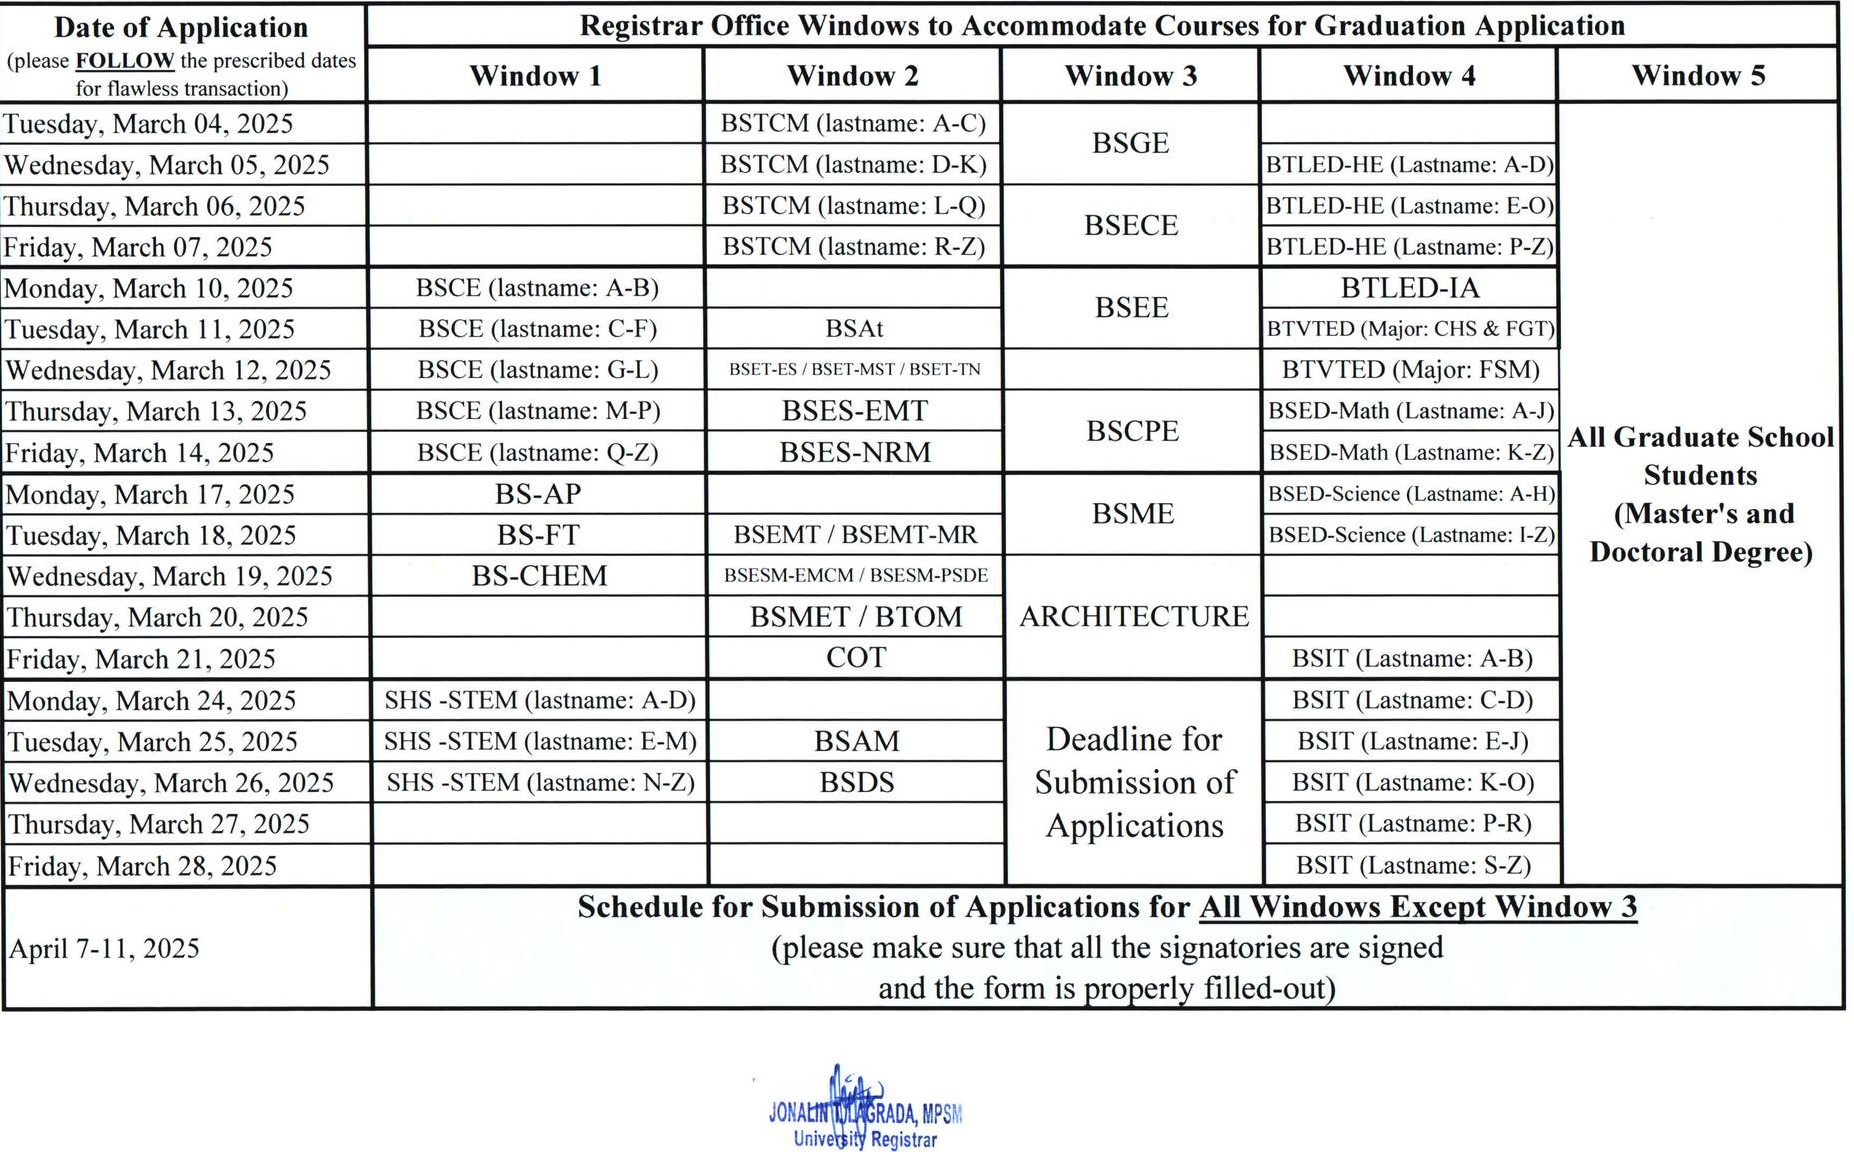 Date of Application
(please FOLLOW the prescribed dates
for flawless transaction)
Registrar Office Windows to Accommodate Courses for Graduation Application
Window 1 Window 2 Window 3 Window 4 Window 5
Tuesday, March 04, 2025 BSTCM (lastname: A-C)
BSGE
Wednesday, March 05, 2025 BSTCM (lastname: D-K) BTLED-HE (Lastname: A-D)
Thursday, March 06, 2025 BSTCM (lastname: L-Q) BTLED-HE (Lastname: E-O)
BSECE
Friday, March 07, 2025 BSTCM (lastname: R-Z) BTLED-HE (Lastname: P-Z)
Monday, March 10, 2025 BSCE (lastname: A-B) BTLED-IA
BSEE
Tuesday, March 11, 2025 BSCE (lastname: C-F) BSAt BTVTED (Major: CHS & FGT)
Wednesday, March 12, 2025 BSCE (lastname: G-L) BSET-ES / BSET-MST / BSET-TN BTVTED (Major: FSM)
Thursday, March 13, 2025 BSCE (lastname: M-P) BSES-EMT BSED-Math (Lastname: A-J)
BSCPE
Friday, March 14, 2025 BSCE (lastname: Q-Z) BSES-NRM BSED-Math (Lastname: K-Z)
Monday, March 17, 2025 BS-AP BSED-Science (Lastname: A-H)
BSME
Tuesday, March 18, 2025 BS-FT BSEMT / BSEMT-MR BSED-Science (Lastname: I-Z)
Wednesday, March 19, 2025 BS-CHEM BSESM-EMCM / BSESM-PSDE
Thursday, March 20, 2025 BSMET / BTOM ARCHITECTURE
Friday, March 21, 2025 COT BSIT (Lastname: A-B)
Monday, March 24, 2025 SHS -STEM (lastname: A-D) BSIT (Lastname: C-D)
Tuesday, March 25, 2025 SHS -STEM (lastname: E-M) BSAM BSIT (Lastname: E-J)
Wednesday, March 26, 2025 SHS -STEM (lastname: N-Z) BSDS BSIT (Lastname: K-O)
Thursday, March 27, 2025 BSIT (Lastname: P-R)
Friday, March 28, 2025 BSIT (Lastname: S-Z)
Deadline for
Submission of
Applications
All Graduate School
Students
(Master's and
Doctoral Degree)
April 7-11, 2025
Schedule for Submission of Applications for All Windows Except Window 3
(please make sure that all the signatories are signed
and the form is properly filled-out)
JONALIN LAGRADA, MPSM
University Registrar